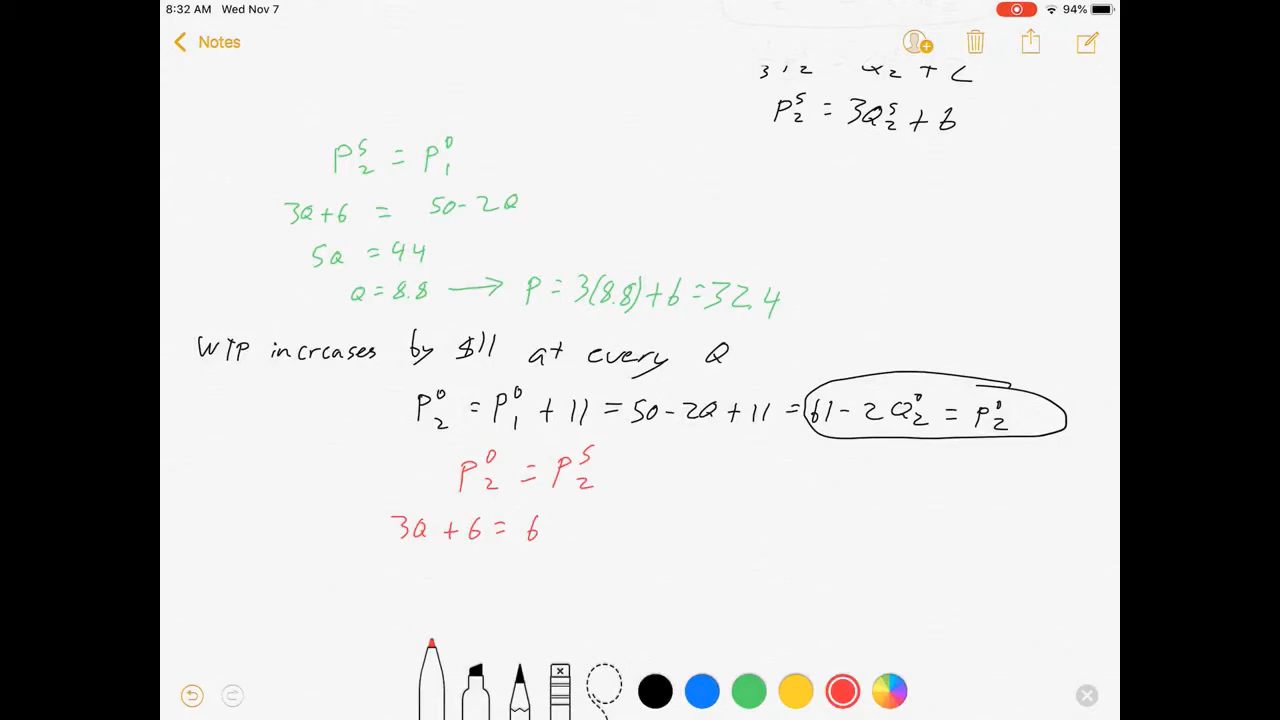 8:32 AM Wed Nov 7
94%
Notes
P₂ˢ = 3Q₂ˢ + 6
P₂ˢ = P₁ᴰ
3Q+6 = 50-2Q
5Q = 44
Q = 8.8 → P = 3(8.8)+6 = 32.4
WTP increases by $11 at every Q
P₂ᴰ = P₁ᴰ + 11 = 50-2Q+11 = 61-2Q₂ᴰ = P₂ᴰ
P₂ᴰ = P₂ˢ
3Q+6 = 6